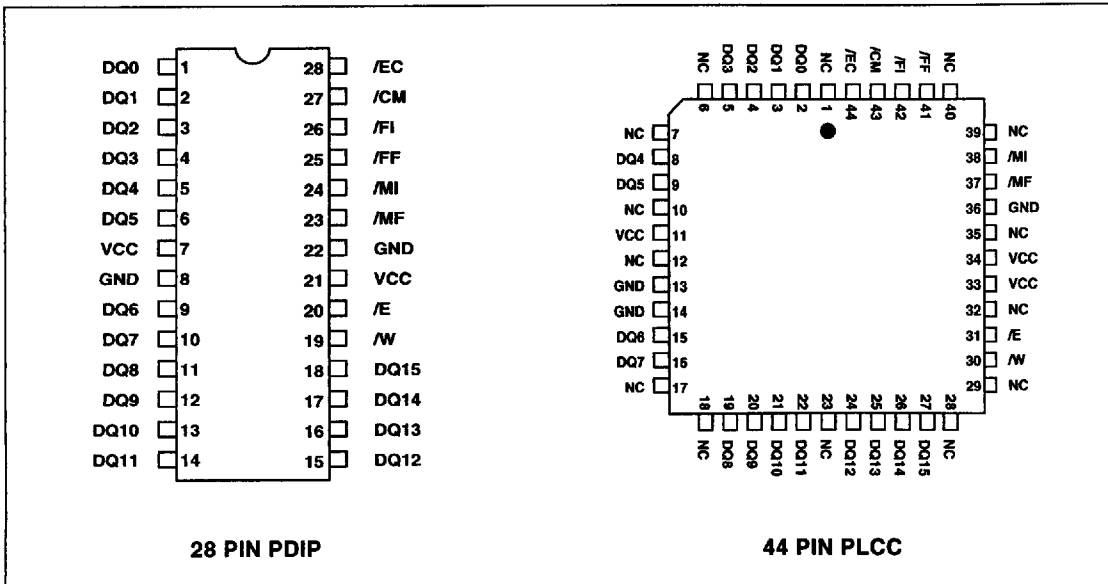 DQ0 1 28 /EC
DQ1 2 27 /CM
DQ2 3 26 /FI
DQ3 4 25 /FF
DQ4 5 24 /MI
DQ5 6 23 /MF
VCC 7 22 GND
GND 8 21 VCC
DQ6 9 20 /E
DQ7 10 19 /W
DQ8 11 18 DQ15
DQ9 12 17 DQ14
DQ10 13 16 DQ13
DQ11 14 15 DQ12
28 PIN PDIP
NC DQ3 DQ2 DQ1 DQ0 NC /EC /CM /FI /FF NC
6 5 4 3 2 1 44 43 42 41 40
NC 7 39 NC
DQ4 8 38 /MI
DQ5 9 37 /MF
NC 10 36 GND
VCC 11 35 NC
NC 12 34 VCC
GND 13 33 VCC
GND 14 32 NC
DQ6 15 31 /E
DQ7 16 30 /W
NC 17 29 NC
18 19 20 21 22 23 24 25 26 27 28
NC DQ8 DQ9 DQ10 DQ11 NC DQ12 DQ13 DQ14 DQ15 NC
44 PIN PLCC